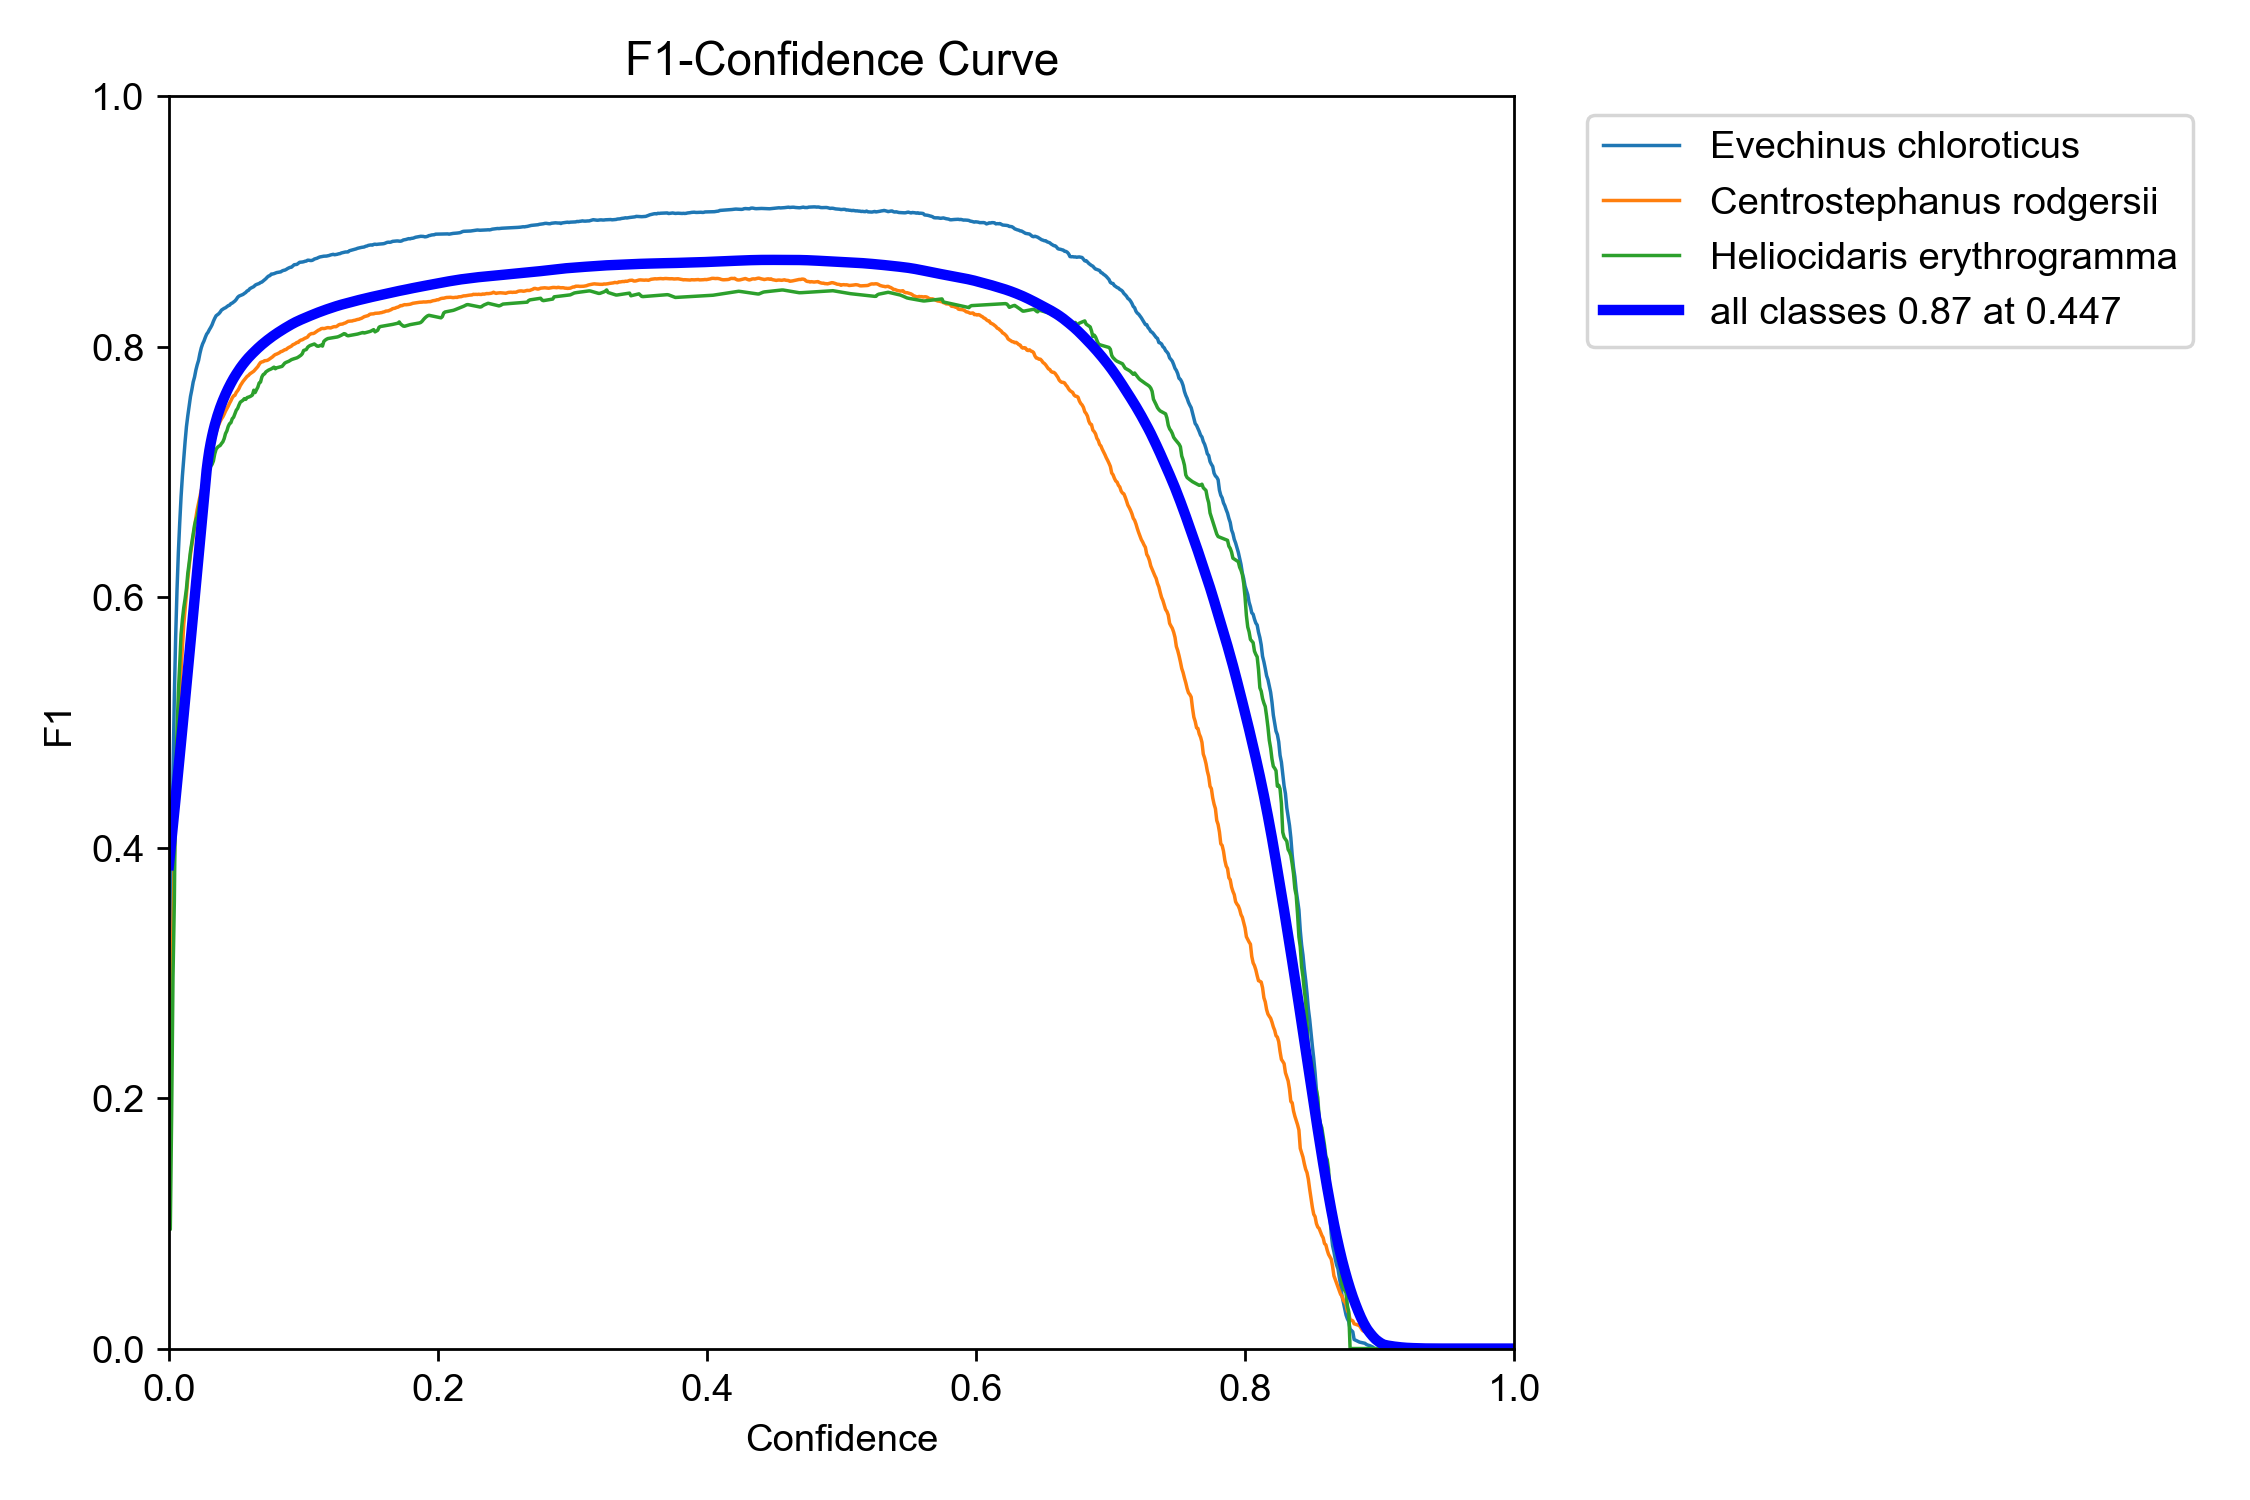 F1-Confidence Curve
1.0
0.8
0.6
0.4
0.2
0.0
F1
0.0 0.2 0.4 0.6 0.8 1.0
Confidence
Evechinus chloroticus
Centrostephanus rodgersii
Heliocidaris erythrogramma
all classes 0.87 at 0.447